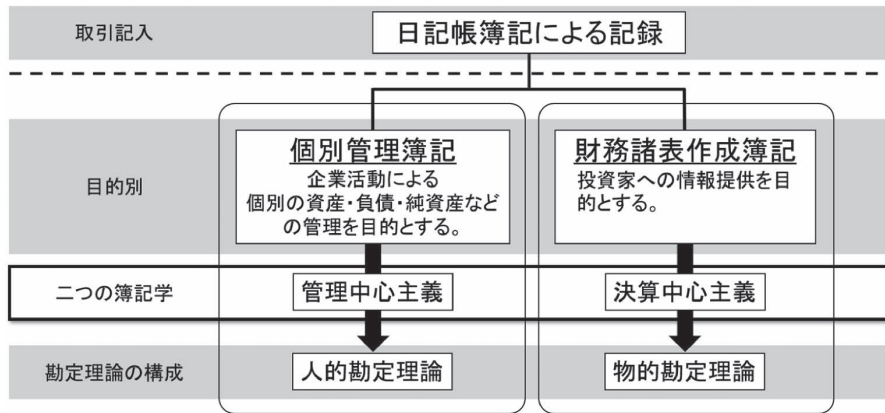 取引記入
日記帳簿記による記録
目的別
個別管理簿記
企業活動による
個別の資産・負債・純資産など
の管理を目的とする。
財務諸表作成簿記
投資家への情報提供を目
的とする。
二つの簿記学
管理中心主義
決算中心主義
勘定理論の構成
人的勘定理論
物的勘定理論